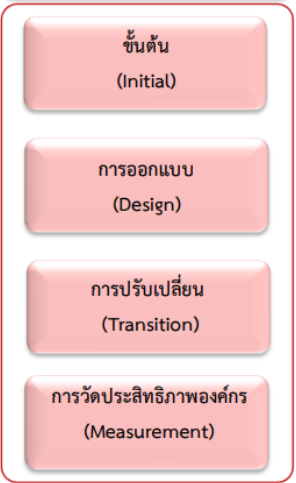 ขั้นต้น
(Initial)
การออกแบบ
(Design)
การปรับเปลี่ยน
(Transition)
การวัดประสิทธิภาพองค์กร
(Measurement)